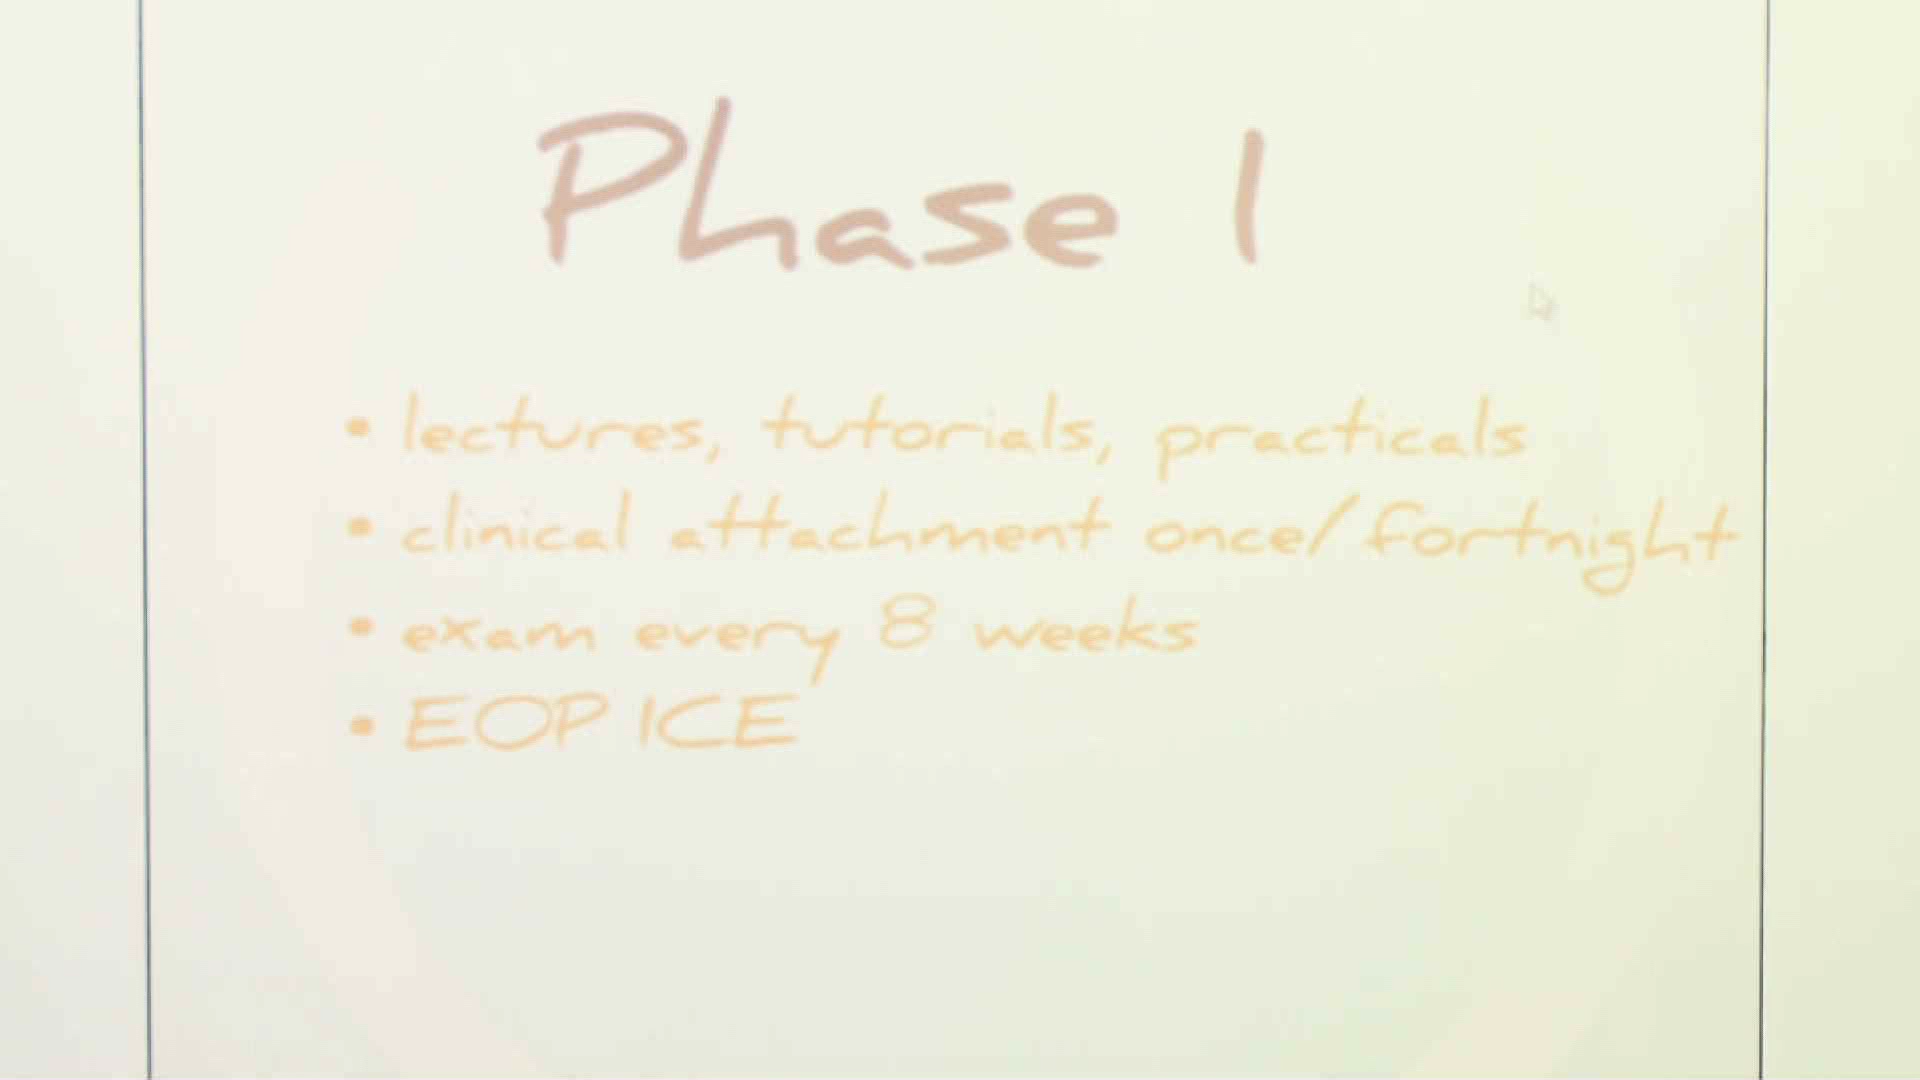 Phase 1
• lectures, tutorials, practicals
• clinical attachment once/fortnight
• exam every 8 weeks
• EOP ICE